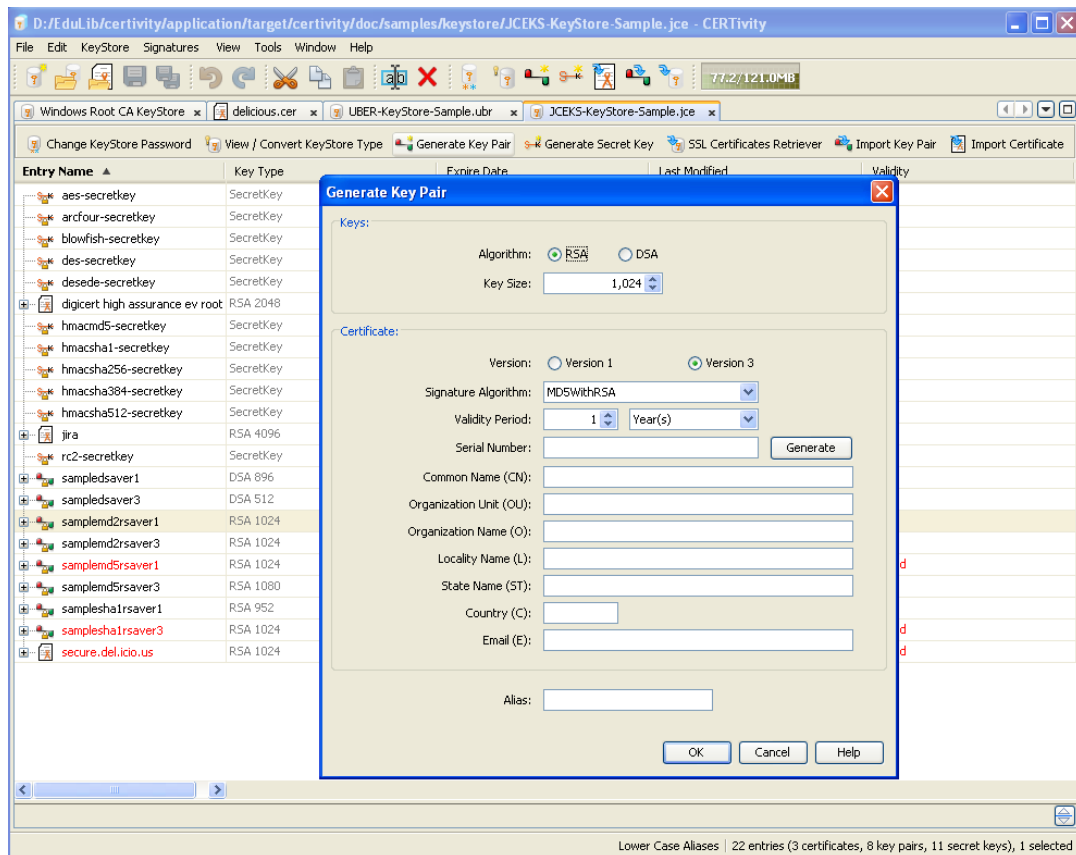 D:/EduLib/certivity/application/target/certivity/doc/samples/keystore/JCEKS-KeyStore-Sample.jce - CERTivity
File Edit KeyStore Signatures View Tools Window Help
77.2/121.0MB
Windows Root CA KeyStore x delicious.cer x UBER-KeyStore-Sample.ubr x JCEKS-KeyStore-Sample.jce x
Change KeyStore Password View / Convert KeyStore Type Generate Key Pair Generate Secret Key SSL Certificates Retriever Import Key Pair Import Certificate
Entry Name Key Type Expire Date Last Modified Validity
aes-secretkey SecretKey
arcfour-secretkey SecretKey
blowfish-secretkey SecretKey
des-secretkey SecretKey
desede-secretkey SecretKey
digicert high assurance ev root RSA 2048
hmacmd5-secretkey SecretKey
hmacsha1-secretkey SecretKey
hmacsha256-secretkey SecretKey
hmacsha384-secretkey SecretKey
hmacsha512-secretkey SecretKey
jira RSA 4096
rc2-secretkey SecretKey
sampledsaver1 DSA 896
sampledsaver3 DSA 512
samplemd2rsaver1 RSA 1024
samplemd2rsaver3 RSA 1024
samplemd5rsaver1 RSA 1024 d
samplemd5rsaver3 RSA 1080
samplesha1rsaver1 RSA 952
samplesha1rsaver3 RSA 1024 d
secure.del.icio.us RSA 1024 d
Generate Key Pair
Keys:
Algorithm: RSA DSA
Key Size: 1,024
Certificate:
Version: Version 1 Version 3
Signature Algorithm: MD5WithRSA
Validity Period: 1 Year(s)
Serial Number: Generate
Common Name (CN):
Organization Unit (OU):
Organization Name (O):
Locality Name (L):
State Name (ST):
Country (C):
Email (E):
Alias:
OK Cancel Help
Lower Case Aliases 22 entries (3 certificates, 8 key pairs, 11 secret keys), 1 selected